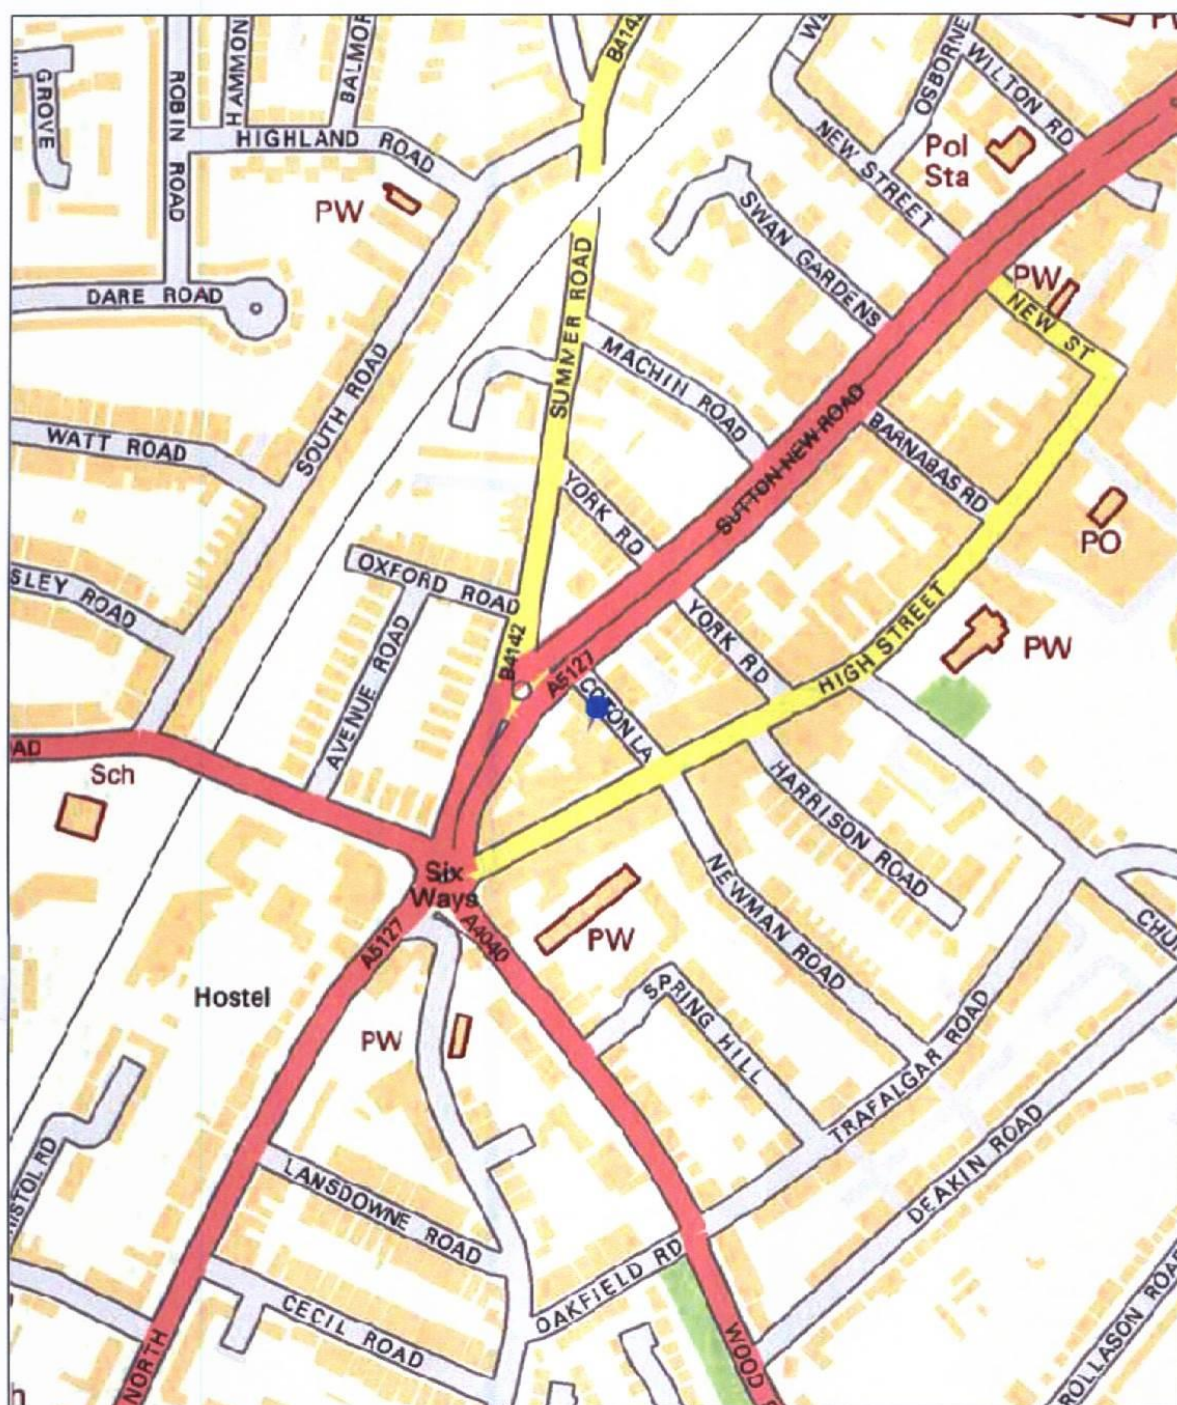 B4142
GROVE
ROBIN ROAD
HAMMON
BALMOR
HIGHLAND ROAD
OSBORNE
WILTON RD
NEW STREET
Pol
Sta
PW
SWAN GARDENS
PW
NEW ST
DARE ROAD
SUMMER ROAD
MACHIN ROAD
SOUTH ROAD
WATT ROAD
SUTTON NEW ROAD
BARNABAS RD
YORK RD
PO
OXFORD ROAD
SLEY ROAD
AVENUE ROAD
B4142
A5127
YORK RD
HIGH STREET
PW
LA
AD
Sch
HARRISON ROAD
Six
Ways
NEWMAN ROAD
A5127
A4040
PW
CHU
Hostel
SPRING HILL
PW
TRAFALGAR ROAD
DEAKIN ROAD
ISTOL RD
LANSDOWNE ROAD
OAKFIELD RD
CECIL ROAD
NORTH
WOOD
ROLLASON ROA
h